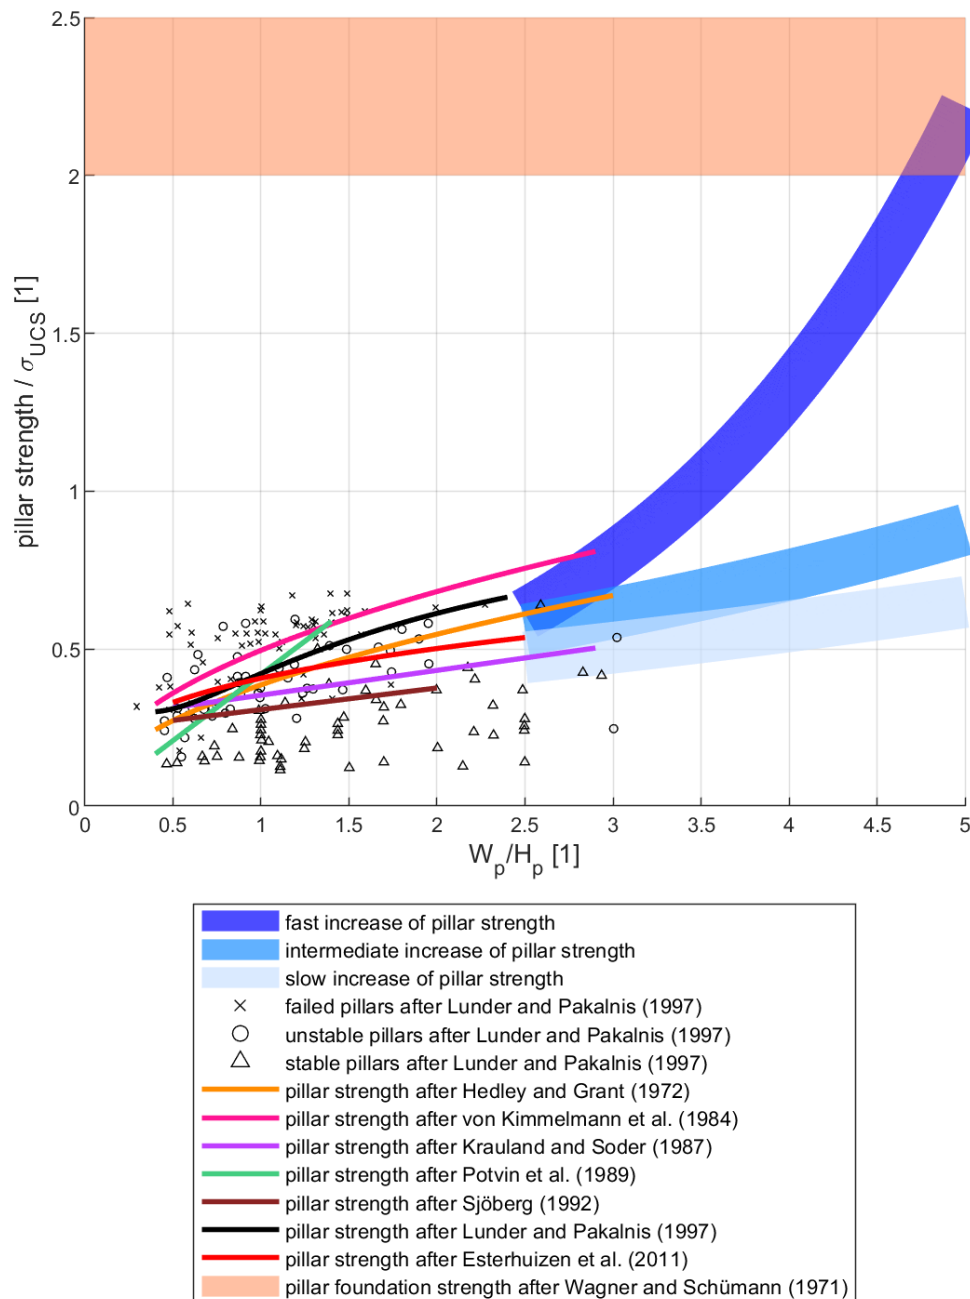 2.5
2
1.5
1
0.5
0
pillar strength / σUCS [1]
0 0.5 1 1.5 2 2.5 3 3.5 4 4.5 5
Wp/Hp [1]
fast increase of pillar strength
intermediate increase of pillar strength
slow increase of pillar strength
failed pillars after Lunder and Pakalnis (1997)
unstable pillars after Lunder and Pakalnis (1997)
stable pillars after Lunder and Pakalnis (1997)
pillar strength after Hedley and Grant (1972)
pillar strength after von Kimmelmann et al. (1984)
pillar strength after Krauland and Soder (1987)
pillar strength after Potvin et al. (1989)
pillar strength after Sjöberg (1992)
pillar strength after Lunder and Pakalnis (1997)
pillar strength after Esterhuizen et al. (2011)
pillar foundation strength after Wagner and Schümann (1971)